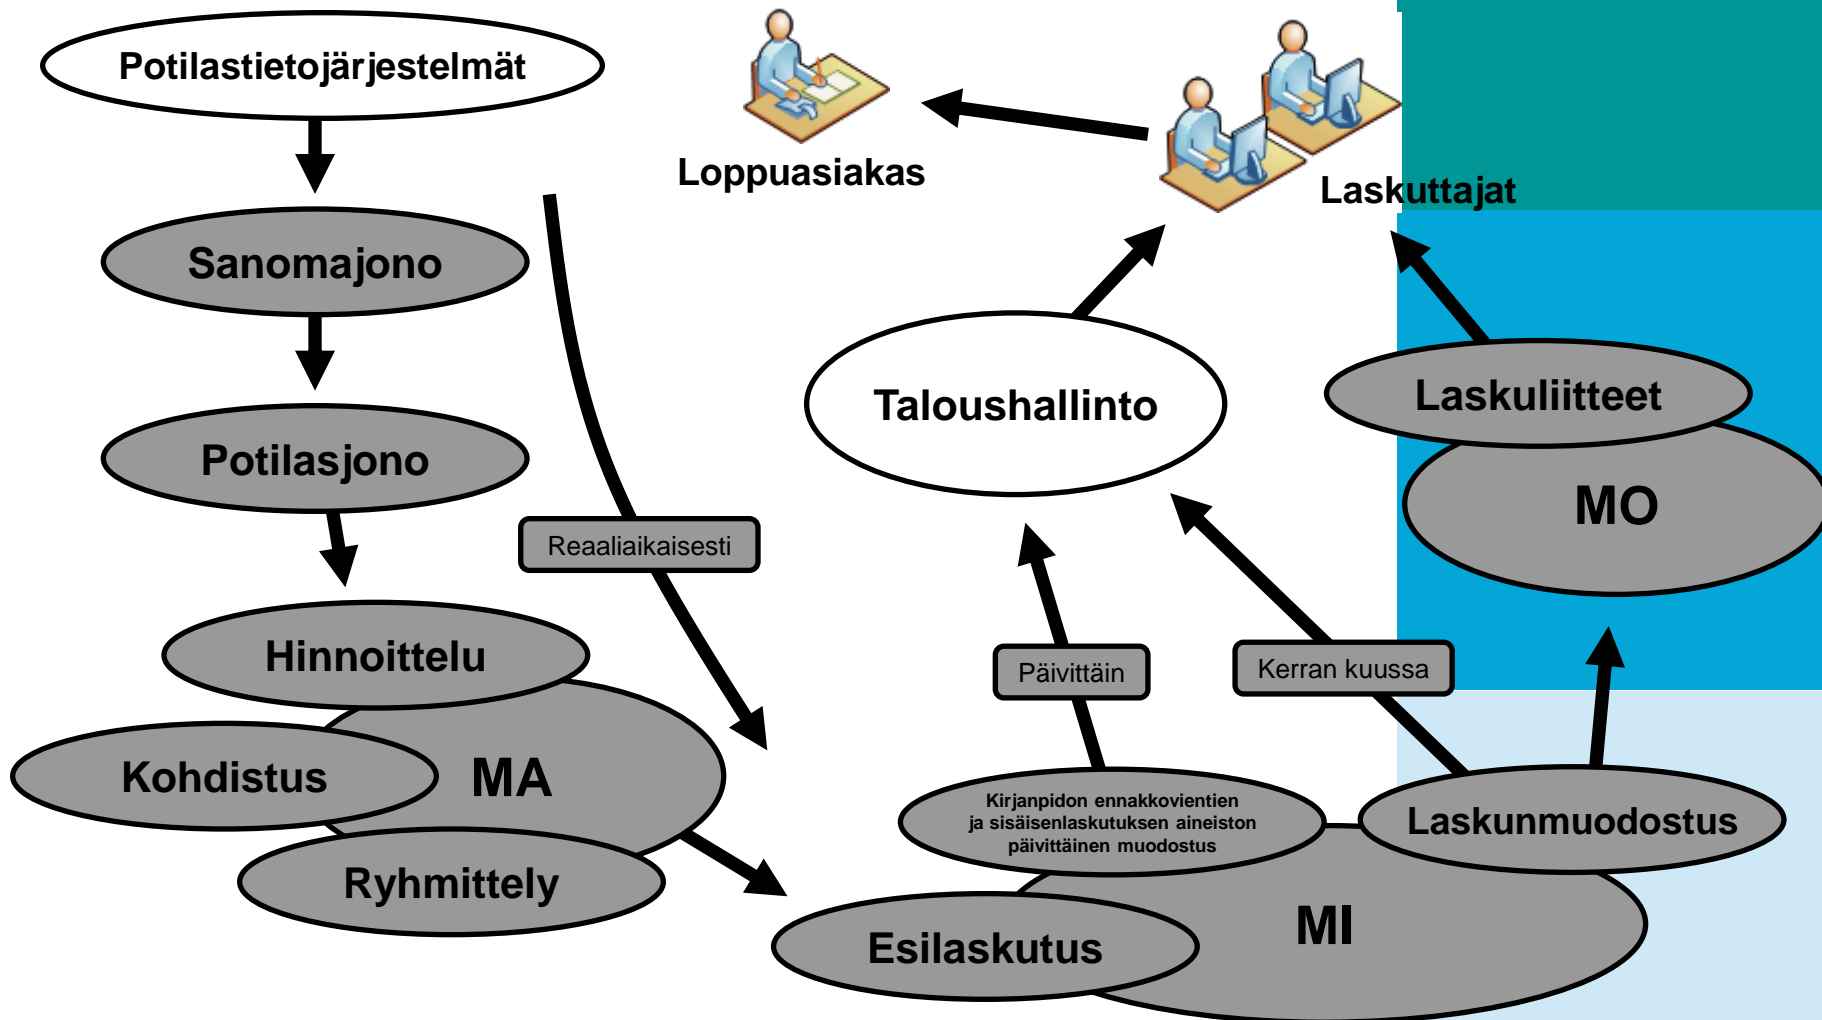 Potilastietojärjestelmät
Loppuasiakas
Laskuttajat
Sanomajono
Potilasjono
Taloushallinto
Laskuliitteet
MO
Reaaliaikaisesti
Hinnoittelu
Päivittäin
Kerran kuussa
Kohdistus
MA
Ryhmittely
Kirjanpidon ennakkovientien
ja sisäisenlaskutuksen aineiston
päivittäinen muodostus
Laskunmuodostus
MI
Esilaskutus